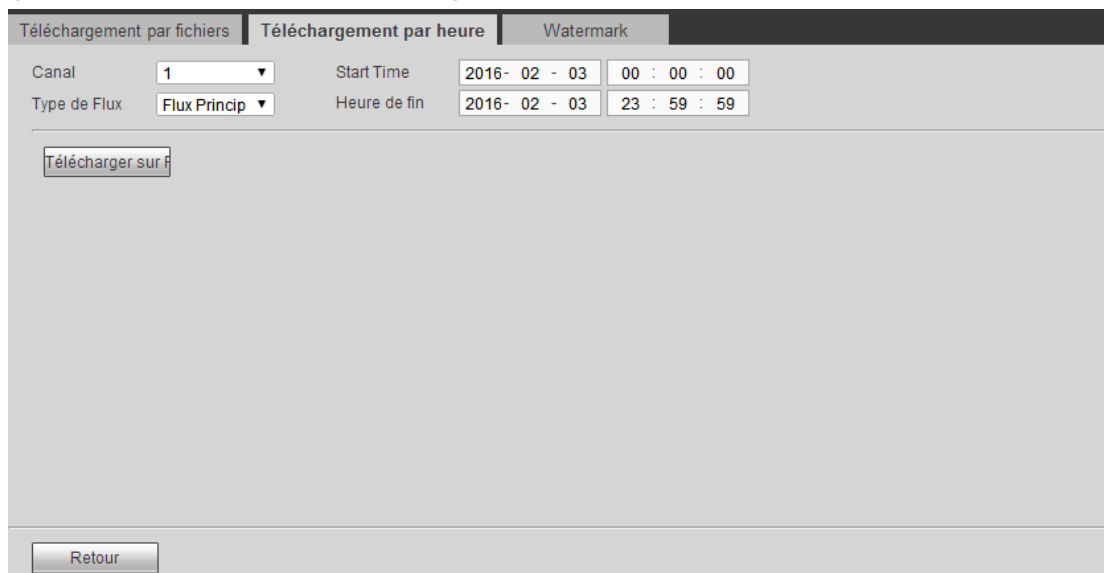 Téléchargement par fichiers Téléchargement par heure Watermark
Canal 1 Start Time 2016- 02 - 03 00 : 00 : 00
Type de Flux Flux Princip Heure de fin 2016- 02 - 03 23 : 59 : 59
Télécharger sur
Retour